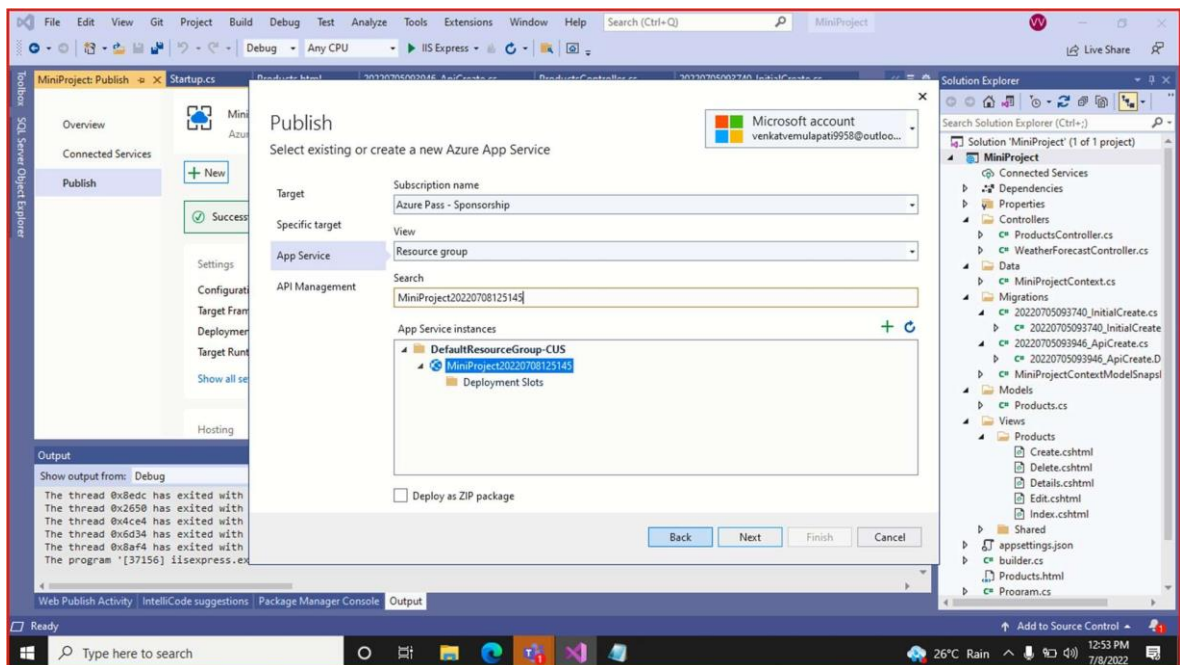 File Edit View Git Project Build Debug Test Analyze Tools Extensions Window Help Search (Ctrl+Q) MiniProject VV
Debug Any CPU IIS Express Live Share
Toolbox
SQL Server Object Explorer
MiniProject: Publish Startup.cs
Overview
Connected Services
Publish
Mini
Azur
New
Success
Settings
Configurati
Target Fram
Deploymen
Target Runt
Show all se
Hosting
Publish
Select existing or create a new Azure App Service
Microsoft account
venkatvemulapati9958@outloo...
Target
Specific target
App Service
API Management
Subscription name
Azure Pass - Sponsorship
View
Resource group
Search
MiniProject20220708125145
App Service instances
DefaultResourceGroup-CUS
MiniProject20220708125145
Deployment Slots
Deploy as ZIP package
Back Next Finish Cancel
Solution Explorer
Search Solution Explorer (Ctrl+;)
Solution 'MiniProject' (1 of 1 project)
MiniProject
Connected Services
Dependencies
Properties
Controllers
C# ProductsController.cs
C# WeatherForecastController.cs
Data
C# MiniProjectContext.cs
Migrations
C# 20220705093740_InitialCreate.cs
C# 20220705093740_InitialCreate
C# 20220705093946_ApiCreate.cs
C# 20220705093946_ApiCreate.D
C# MiniProjectContextModelSnapsl
Models
C# Products.cs
Views
Products
Create.cshtml
Delete.cshtml
Details.cshtml
Edit.cshtml
Index.cshtml
Shared
appsettings.json
C# builder.cs
Products.html
C# Program.cs
Output
Show output from: Debug
The thread 0x8edc has exited with
The thread 0x2650 has exited with
The thread 0x4ce4 has exited with
The thread 0x6d34 has exited with
The thread 0x8af4 has exited with
The program '[37156] iisexpress.ex
Web Publish Activity IntelliCode suggestions Package Manager Console Output
Ready Add to Source Control
Type here to search 26°C Rain 12:53 PM
7/8/2022